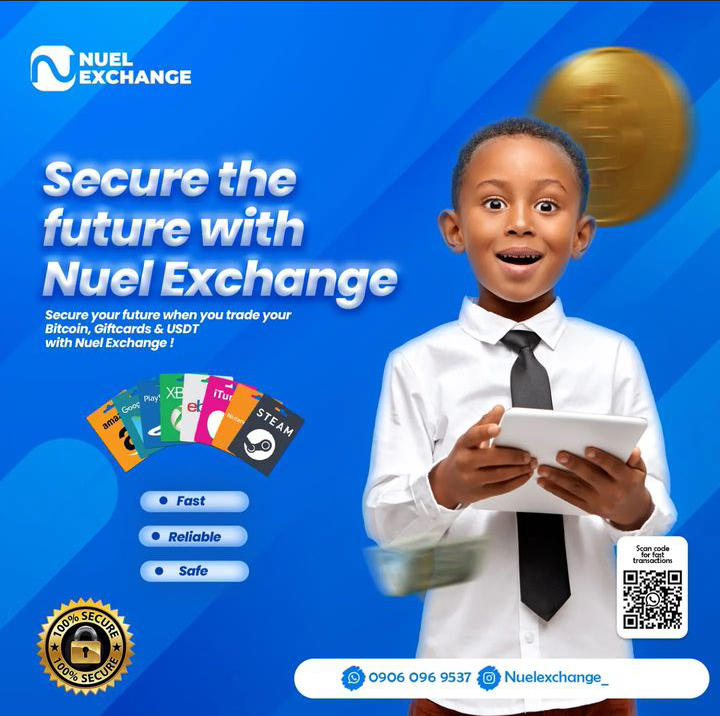 NUEL
EXCHANGE
Secure the
future with
Nuel Exchange
Secure your future when you trade your
Bitcoin, Giftcards & USDT
with Nuel Exchange !
ama
Goo
Play
XB
eb
iTu
STEAM
Fast
Reliable
Safe
100% SECURE
100% SECURE
Scan code
for fast
transactions
0906 096 9537 Nuelexchange_